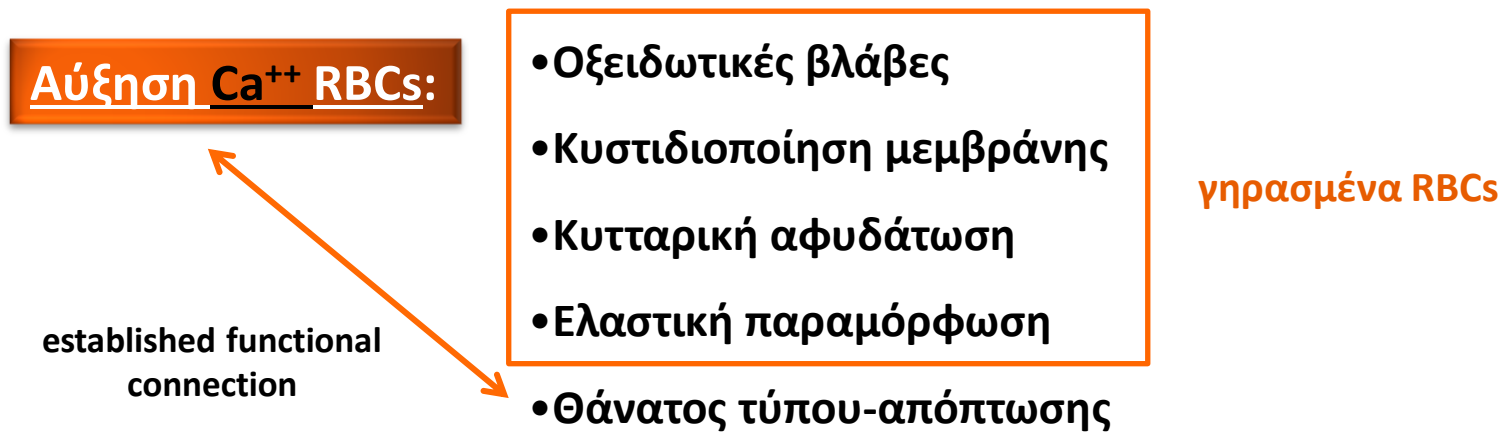 Αύξηση Ca⁺⁺ RBCs:
•Οξειδωτικές βλάβες
•Κυστιδιοποίηση μεμβράνης
•Κυτταρική αφυδάτωση
•Ελαστική παραμόρφωση
•Θάνατος τύπου-απόπτωσης
γηρασμένα RBCs
established functional
connection